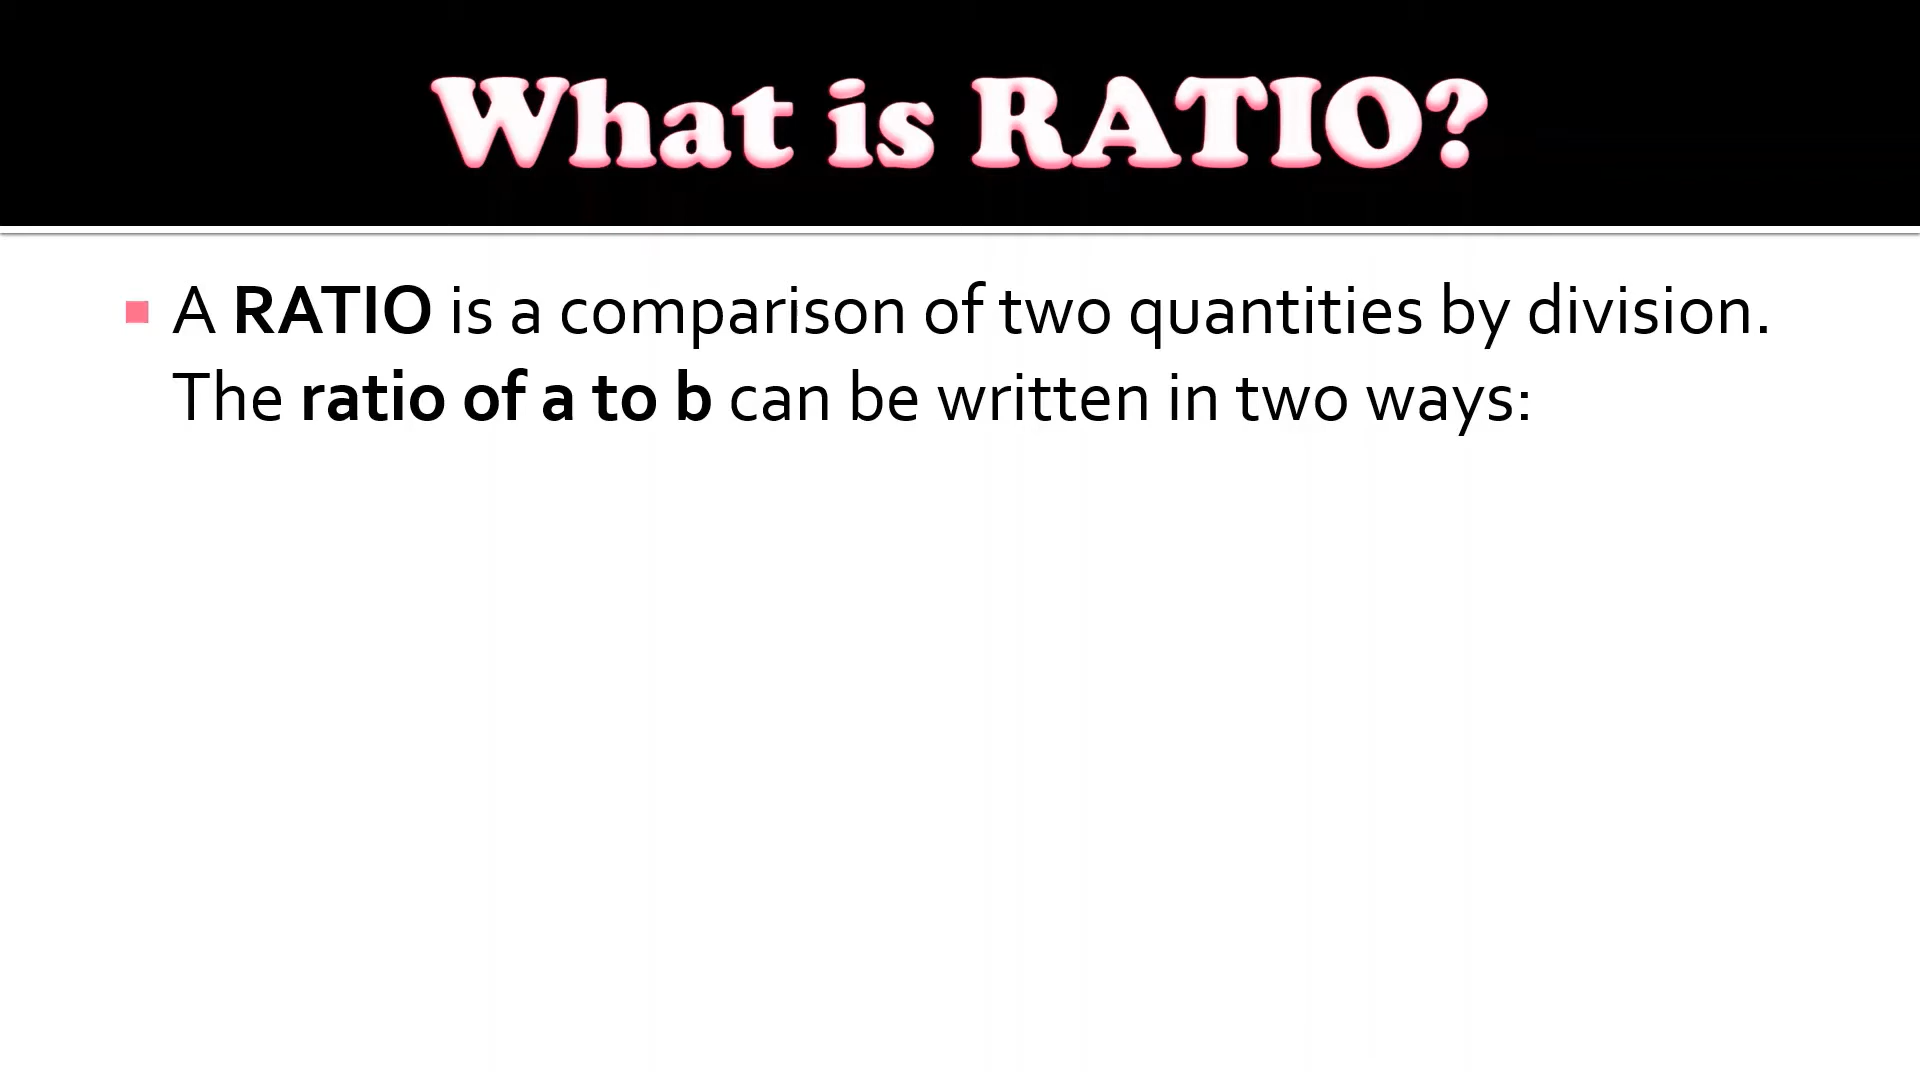 What is RATIO?
A RATIO is a comparison of two quantities by division.
The ratio of a to b can be written in two ways: